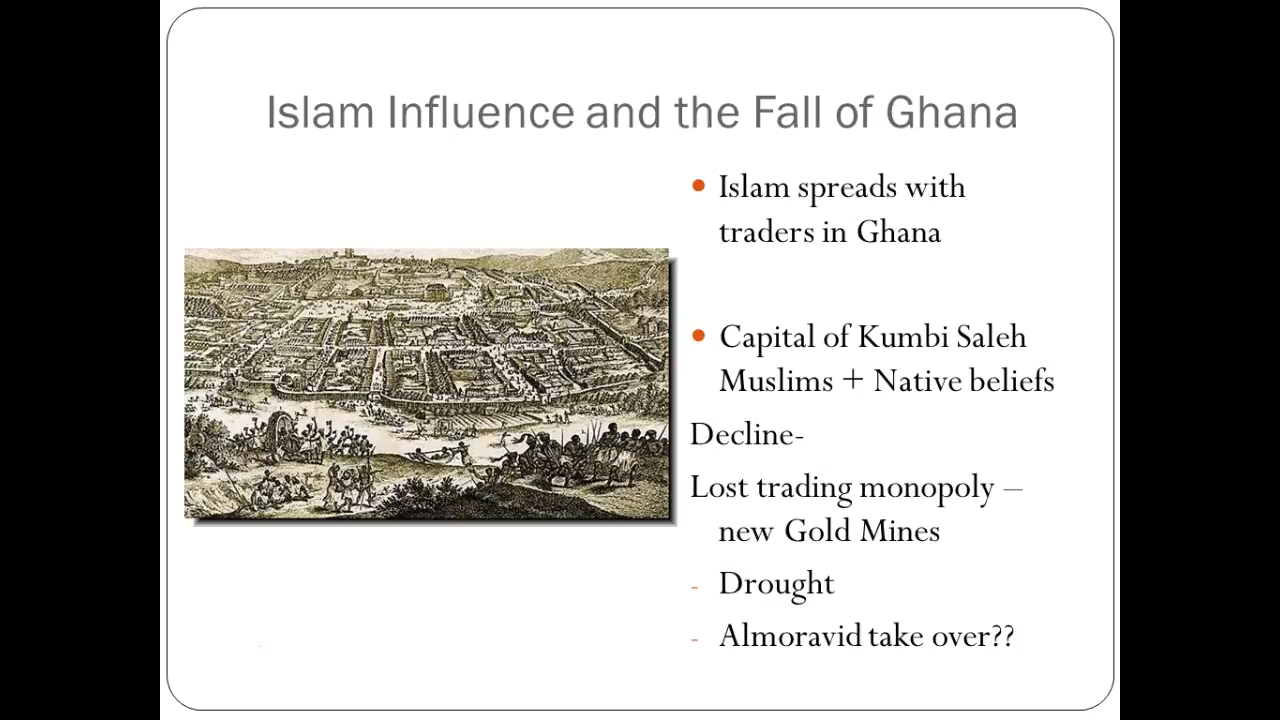 Islam Influence and the Fall of Ghana
Islam spreads with
traders in Ghana
Capital of Kumbi Saleh
Muslims + Native beliefs
Decline-
Lost trading monopoly –
new Gold Mines
- Drought
- Almoravid take over??